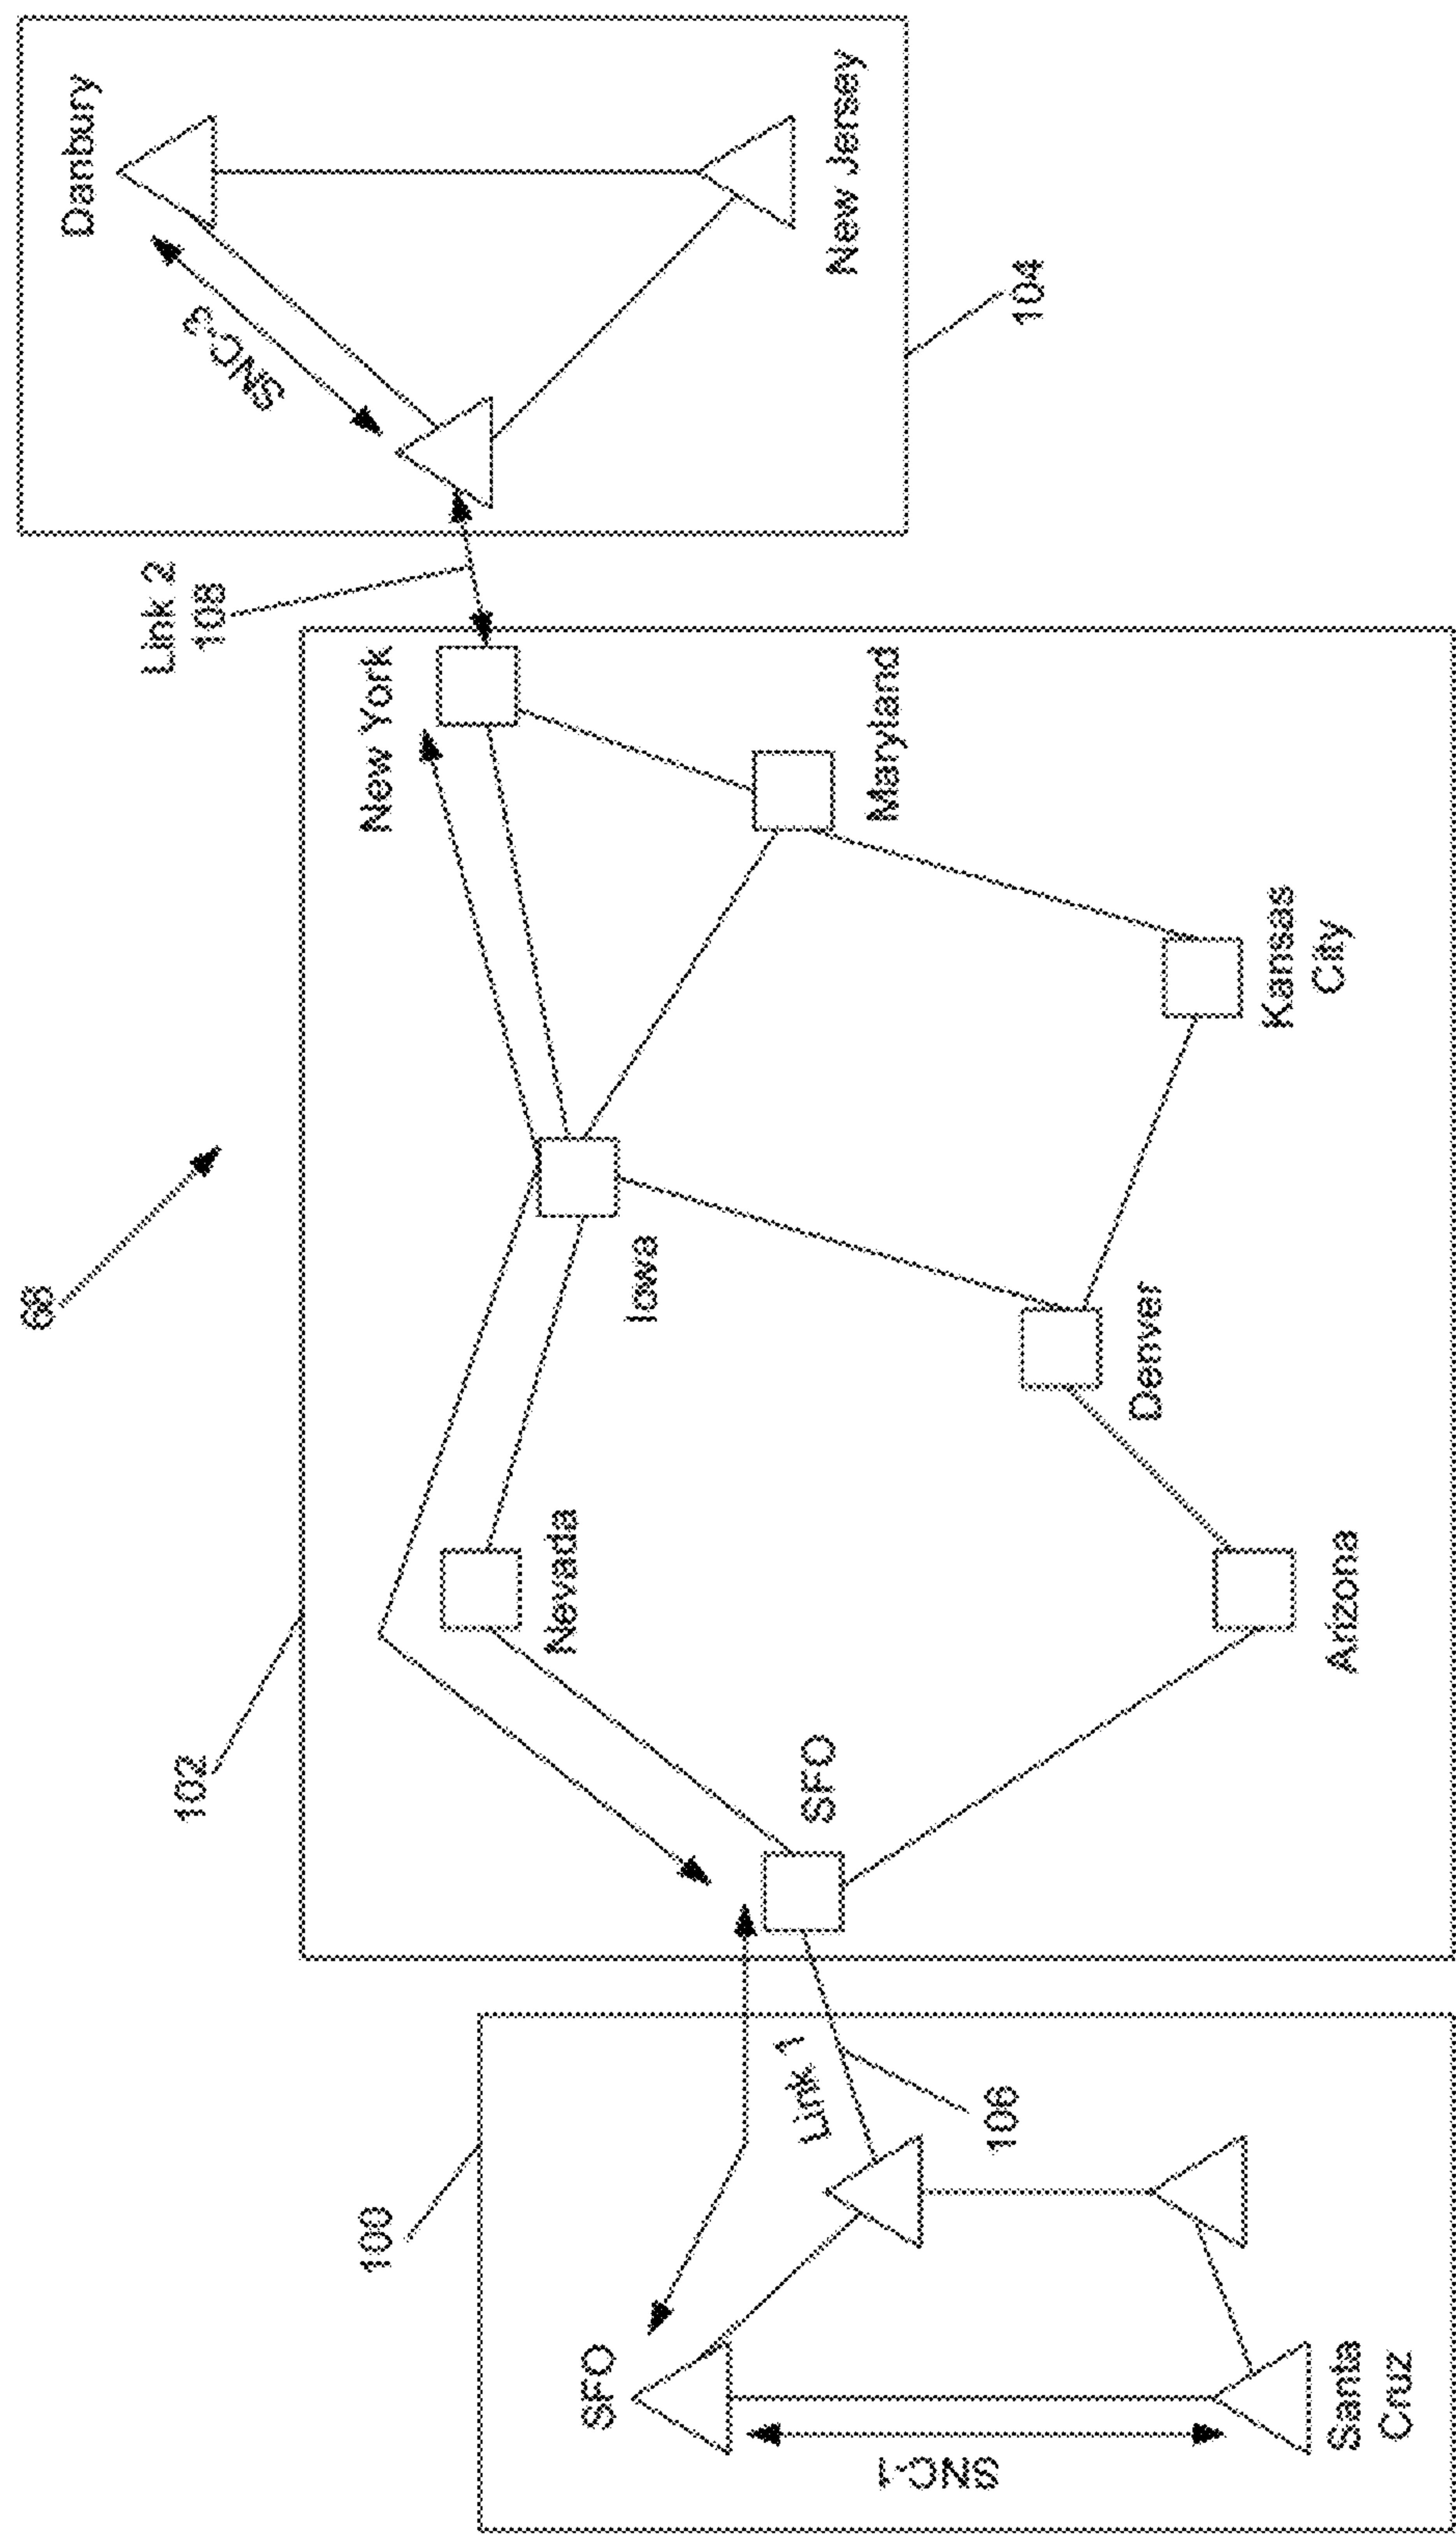 68
Danbury
Link 2
108
102
SNC-3
100
New York
Nevada
SFO
Iowa
SFO
Link 1
New Jersey
Maryland
SNC-1
106
104
Denver
Kansas
City
Arizona
Santa
Cruz